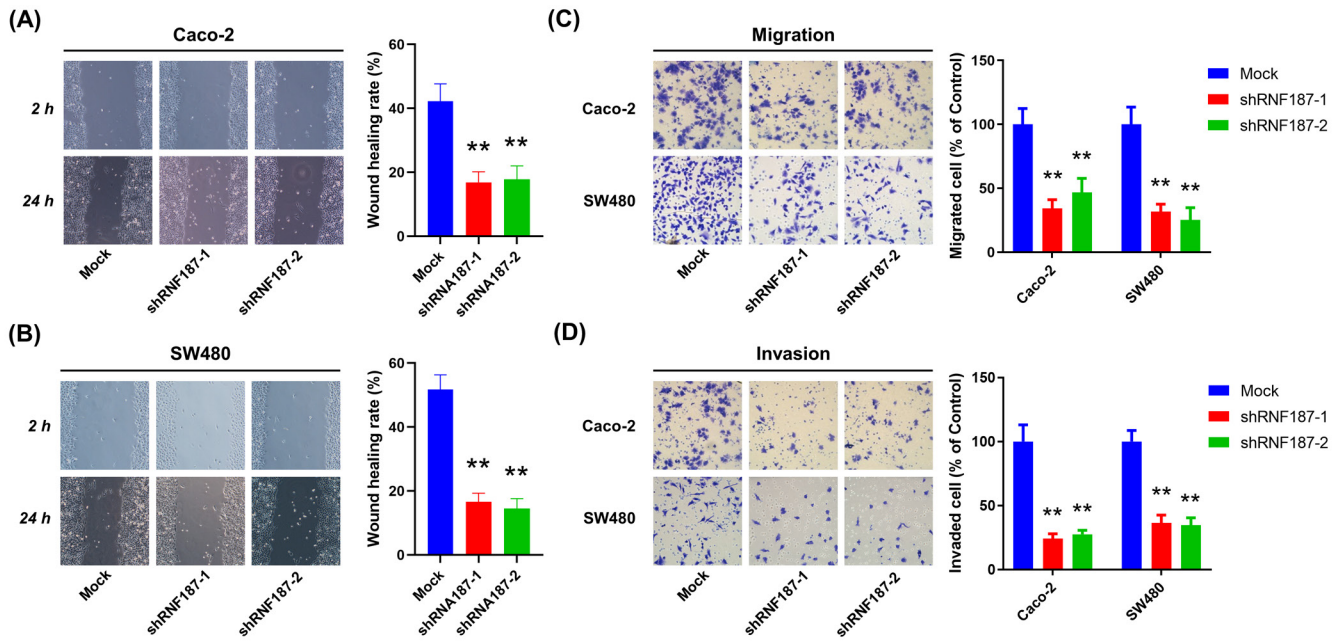 (A)
Caco-2
2 h
24 h
Mock
shRNF187-1
shRNF187-2
Wound healing rate (%)
60
40
20
0
**
**
Mock
shRNA187-1
shRNA187-2
(B)
SW480
2 h
24 h
Mock
shRNF187-1
shRNF187-2
Wound healing rate (%)
60
40
20
0
**
**
Mock
shRNA187-1
shRNA187-2
(C)
Migration
Caco-2
SW480
Mock
shRNF187-1
shRNF187-2
Migrated cell (% of Control)
150
100
50
0
**
**
**
**
Caco-2
SW480
Mock
shRNF187-1
shRNF187-2
(D)
Invasion
Caco-2
SW480
Mock
shRNF187-1
shRNF187-2
Invaded cell (% of Control)
150
100
50
0
**
**
**
**
Caco-2
SW480
Mock
shRNF187-1
shRNF187-2